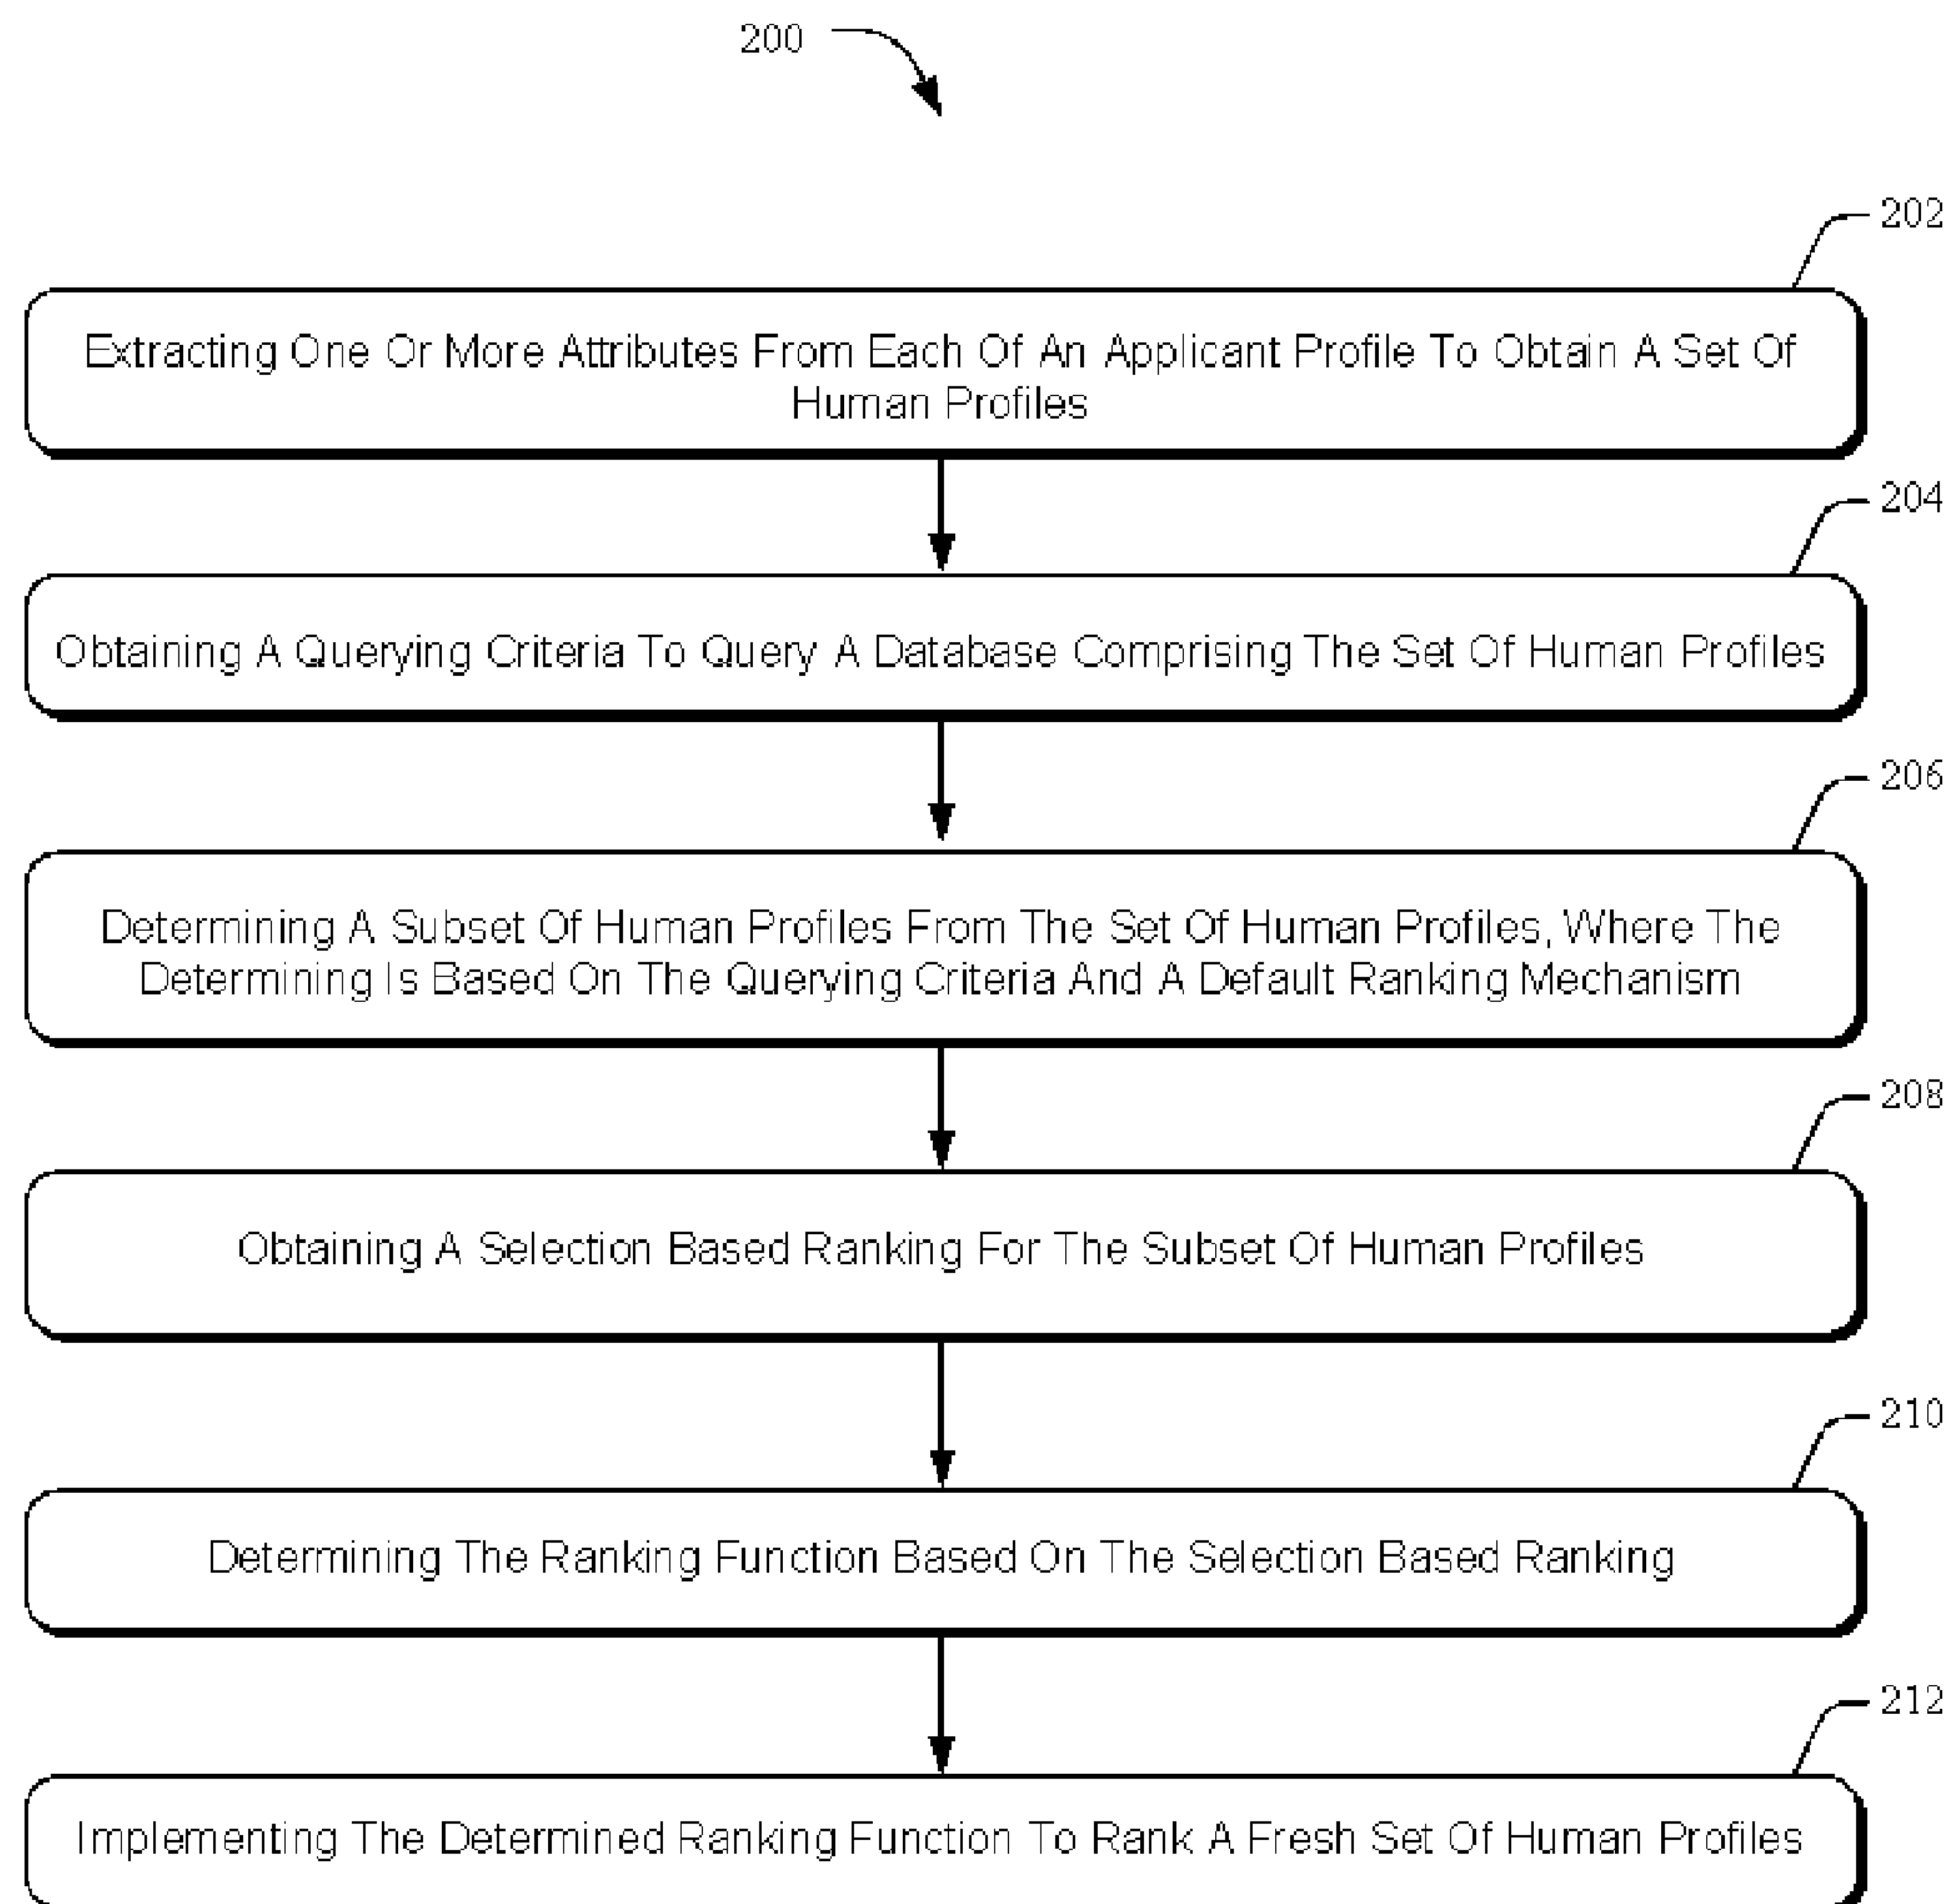 200
202
Extracting One Or More Attributes From Each Of An Applicant Profile To Obtain A Set Of
Human Profiles
204
Obtaining A Querying Criteria To Query A Database Comprising The Set Of Human Profiles
206
Determining A Subset Of Human Profiles From The Set Of Human Profiles, Where The
Determining Is Based On The Querying Criteria And A Default Ranking Mechanism
208
Obtaining A Selection Based Ranking For The Subset Of Human Profiles
210
Determining The Ranking Function Based On The Selection Based Ranking
212
Implementing The Determined Ranking Function To Rank A Fresh Set Of Human Profiles